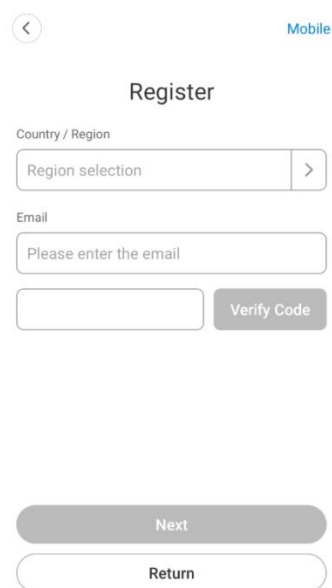 Mobile
Register
Country / Region
Region selection
Email
Please enter the email
Verify Code
Next
Return